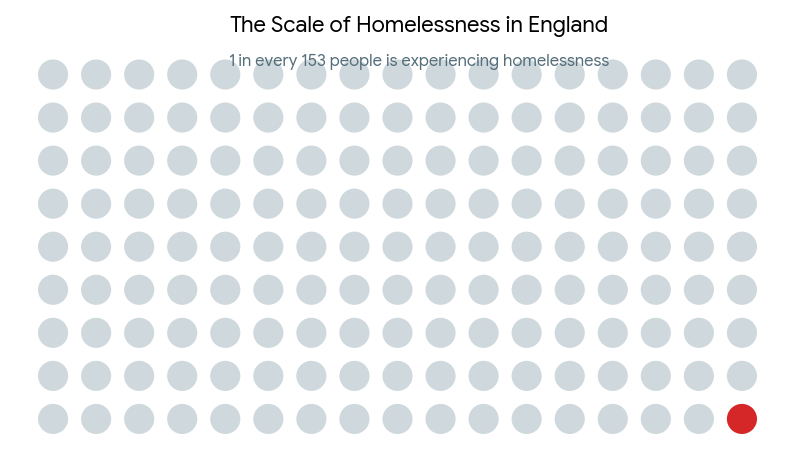 The Scale of Homelessness in England
1 in every 153 people is experiencing homelessness